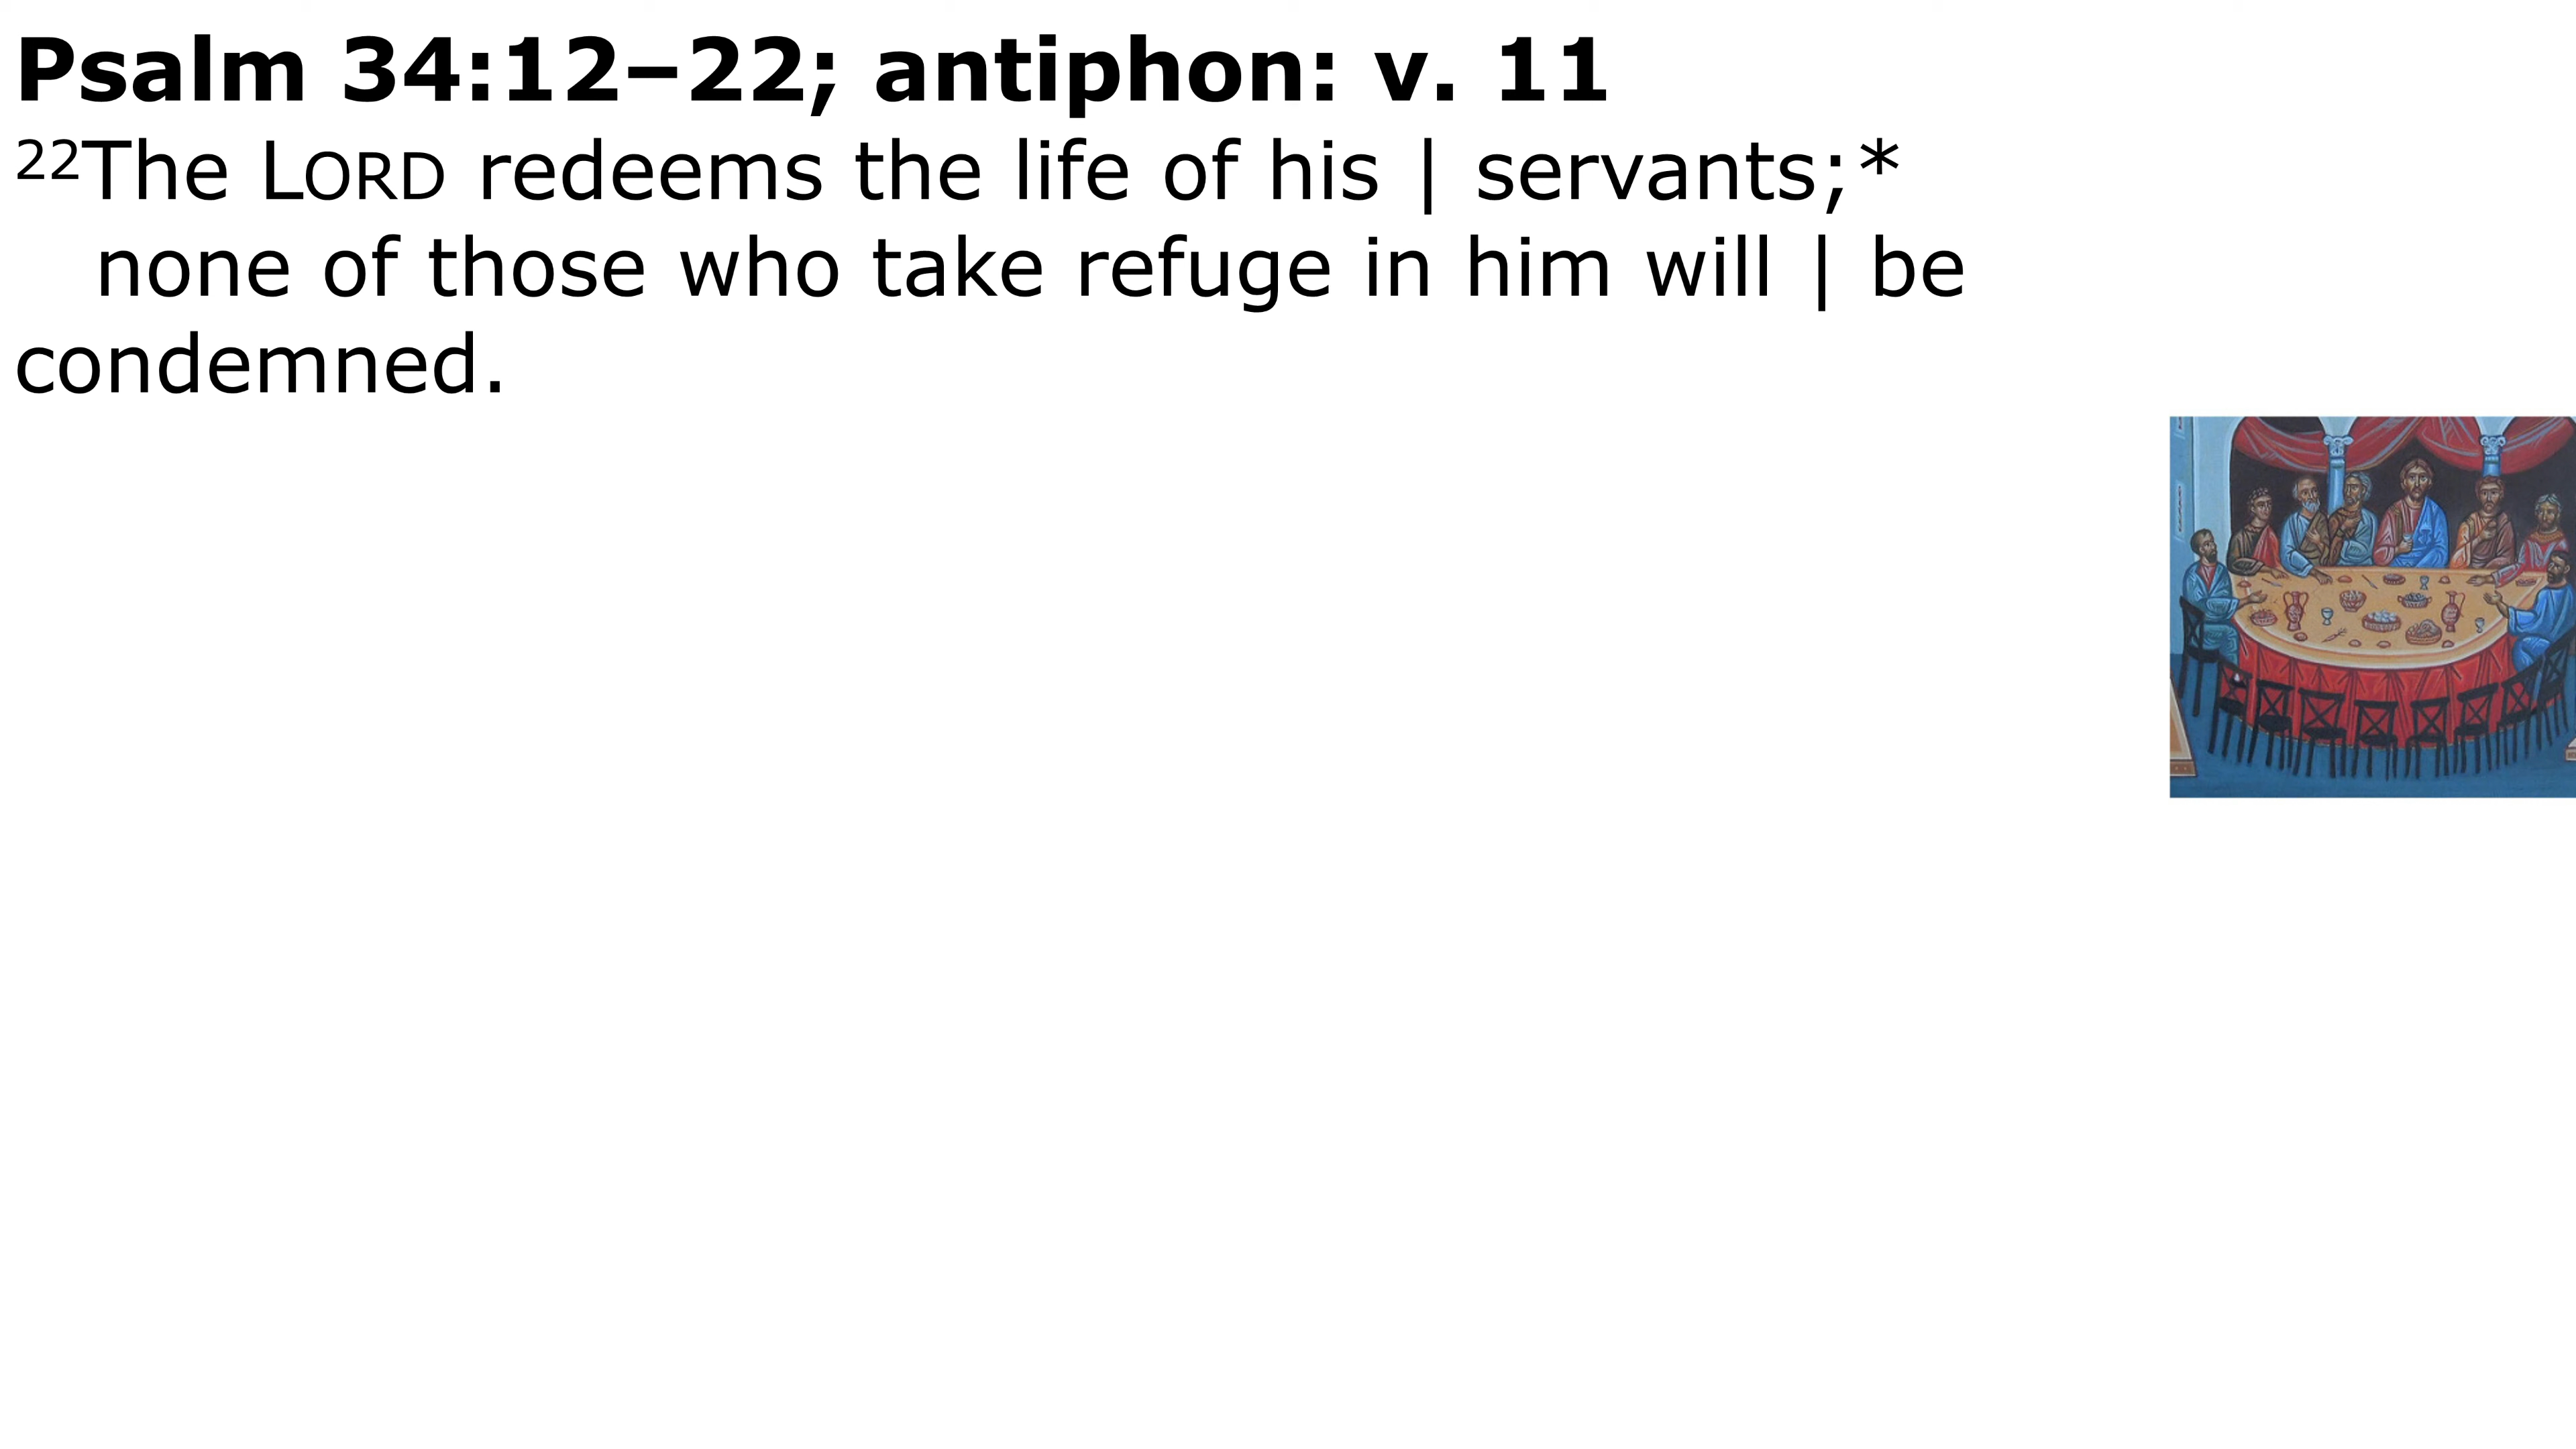 Psalm 34:12–22; antiphon: v. 11
²²The LORD redeems the life of his | servants;*
none of those who take refuge in him will | be
condemned.